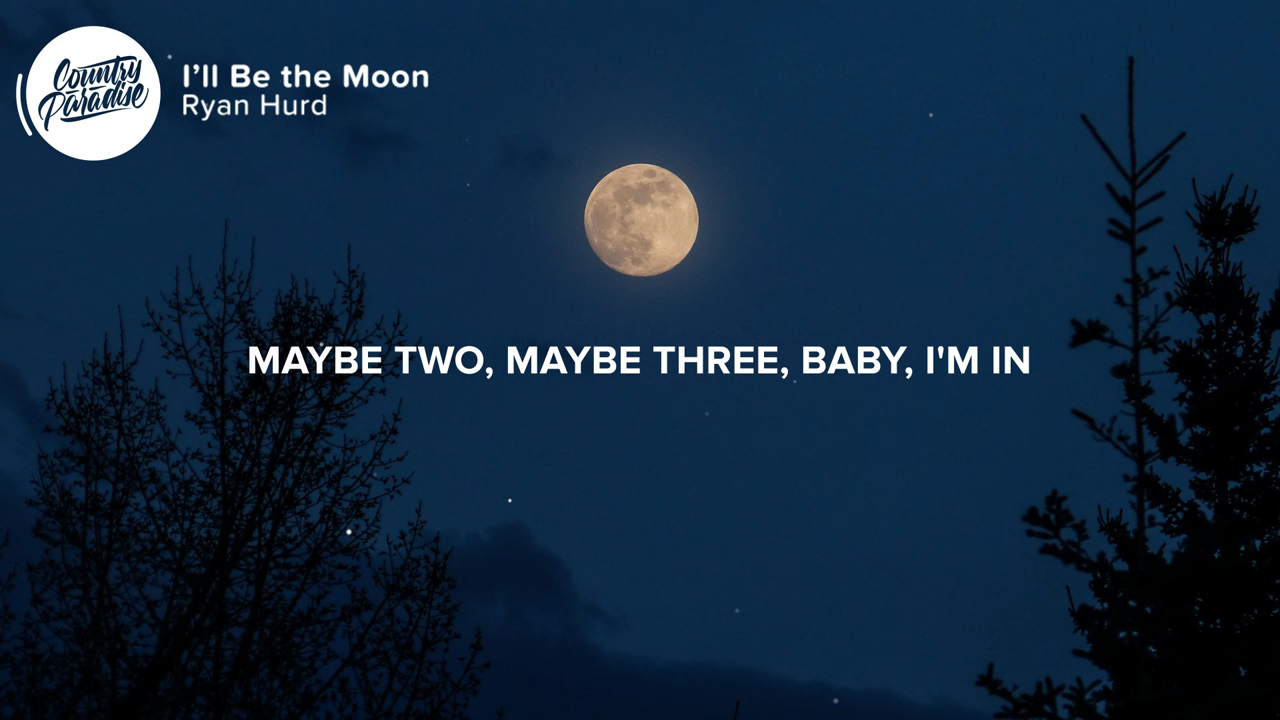 Country
Paradise
I’ll Be the Moon
Ryan Hurd
MAYBE TWO, MAYBE THREE, BABY, I'M IN